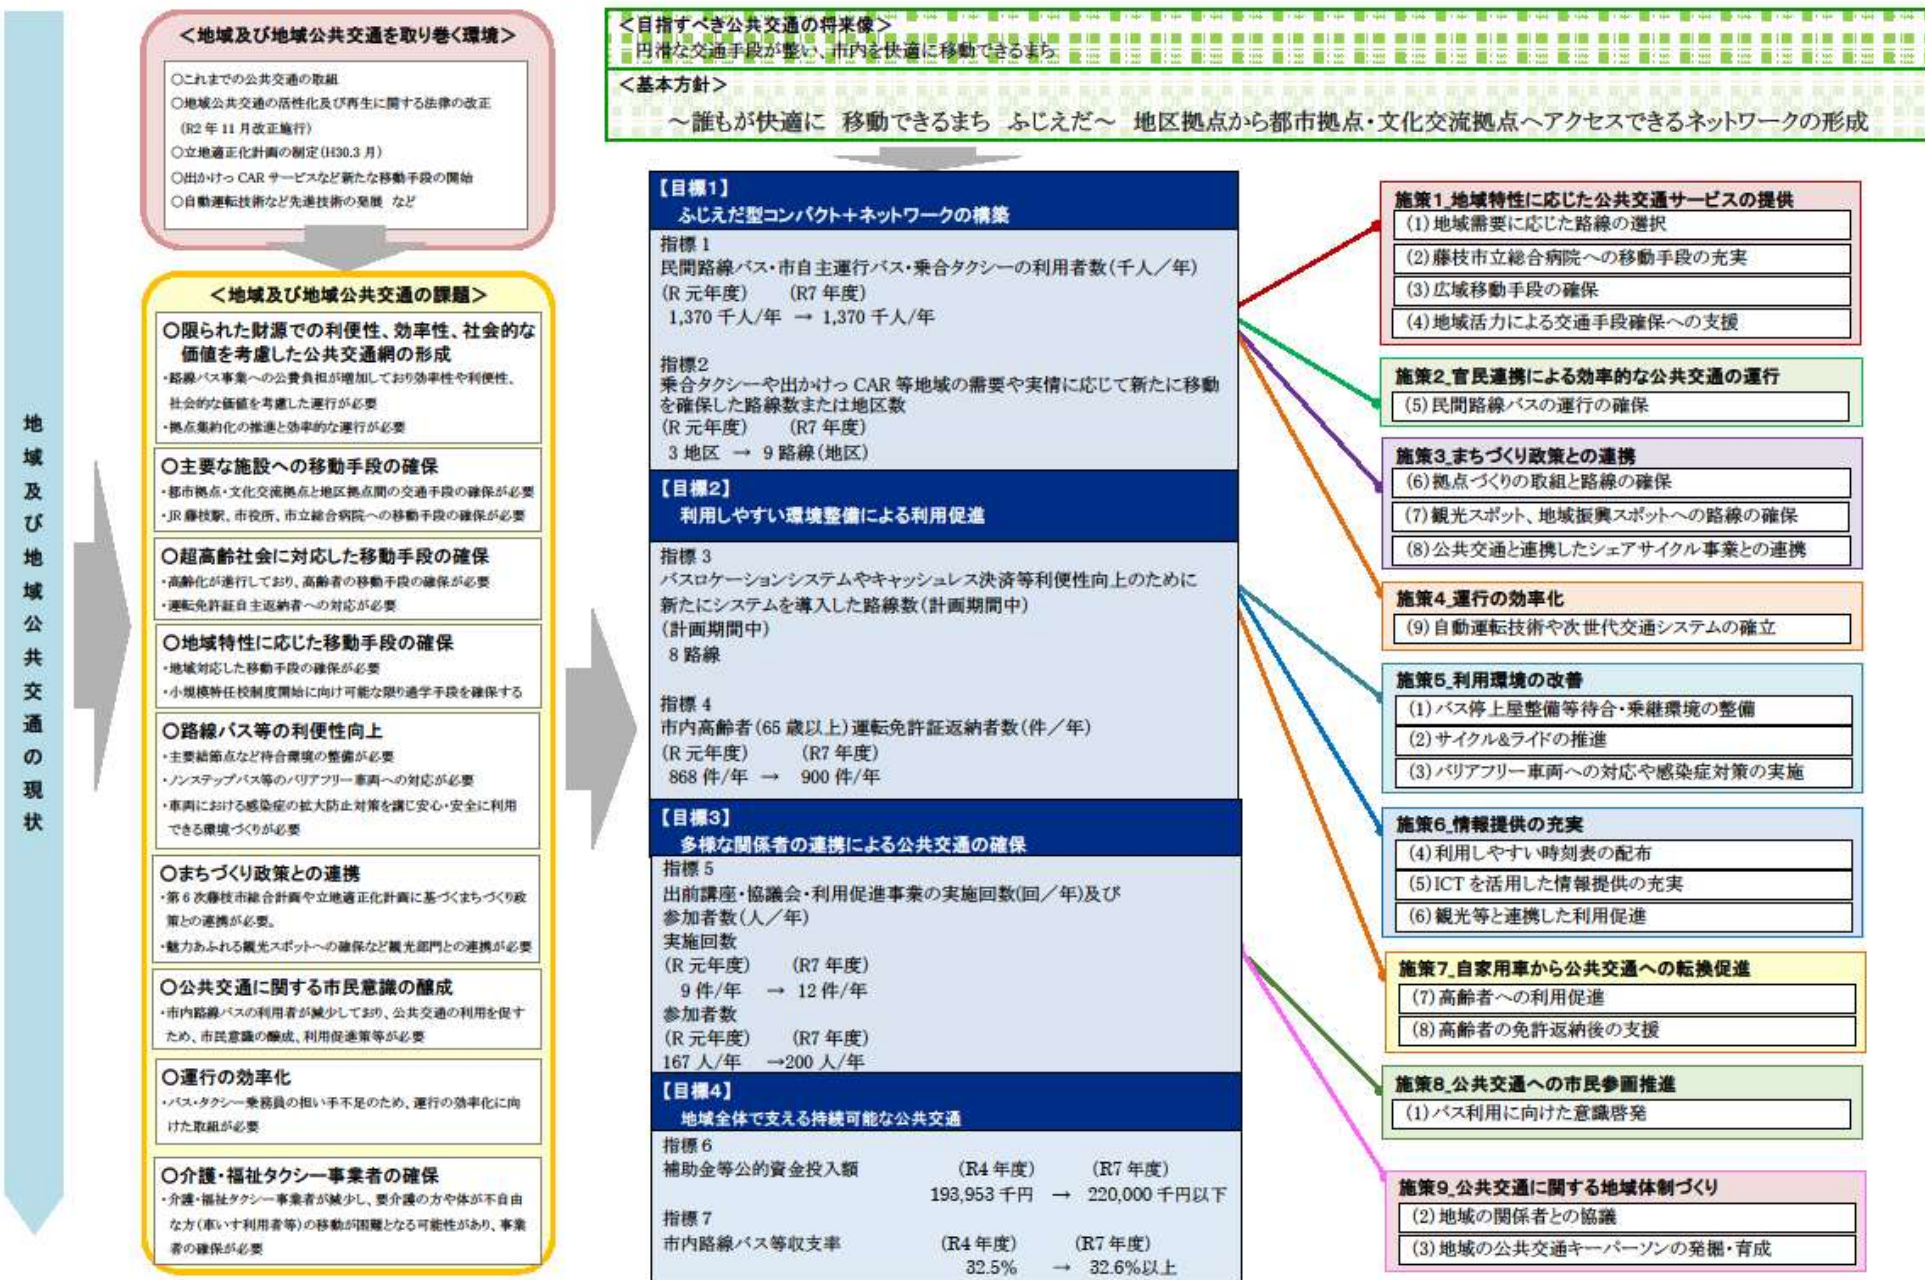 地域及び地域公共交通の現状
＜地域及び地域公共交通を取り巻く環境＞
○これまでの公共交通の取組
○地域公共交通の活性化及び再生に関する法律の改正
(R2 年 11 月改正施行)
○立地適正化計画の制定(H30.3 月)
○出かけっ CAR サービスなど新たな移動手段の開始
○自動運転技術など先進技術の発展 など
＜地域及び地域公共交通の課題＞
○限られた財源での利便性、効率性、社会的な
価値を考慮した公共交通網の形成
・路線バス事業への公費負担が増加しており効率性や利便性、
社会的な価値を考慮した運行が必要
・拠点集約化の推進と効率的な運行が必要
○主要な施設への移動手段の確保
・都市拠点・文化交流拠点と地区拠点間の交通手段の確保が必要
・JR 藤枝駅、市役所、市立総合病院への移動手段の確保が必要
○超高齢社会に対応した移動手段の確保
・高齢化が進行しており、高齢者の移動手段の確保が必要
・運転免許証自主返納者への対応が必要
○地域特性に応じた移動手段の確保
・地域対応した移動手段の確保が必要
・小規模特任校制度開始に向け可能な限り通学手段を確保する
○路線バス等の利便性向上
・主要結節点など待合環境の整備が必要
・ノンステップバス等のバリアフリー車両への対応が必要
・車両における感染症の拡大防止対策を講じ安心・安全に利用
できる環境づくりが必要
○まちづくり政策との連携
・第 6 次藤枝市総合計画や立地適正化計画に基づくまちづくり政
策との連携が必要。
・魅力あふれる観光スポットへの確保など観光部門との連携が必要
○公共交通に関する市民意識の醸成
・市内路線バスの利用者が減少しており、公共交通の利用を促す
ため、市民意識の醸成、利用促進策等が必要
○運行の効率化
・バス・タクシー乗務員の担い手不足のため、運行の効率化に向
けた取組が必要
○介護・福祉タクシー事業者の確保
・介護・福祉タクシー事業者が減少し、要介護の方や体が不自由
な方(車いす利用者等)の移動が困難となる可能性があり、事業
者の確保が必要
＜目指すべき公共交通の将来像＞
円滑な交通手段が整い、市内を快適に移動できるまち
＜基本方針＞
～誰もが快適に 移動できるまち ふじえだ～ 地区拠点から都市拠点・文化交流拠点へアクセスできるネットワークの形成
【目標1】
ふじえだ型コンパクト＋ネットワークの構築
指標 1
民間路線バス・市自主運行バス・乗合タクシーの利用者数(千人／年)
(R 元年度) (R7 年度)
1,370 千人/年 → 1,370 千人/年
指標2
乗合タクシーや出かけっ CAR 等地域の需要や実情に応じて新たに移動
を確保した路線数または地区数
(R 元年度) (R7 年度)
3 地区 → 9 路線(地区)
【目標2】
利用しやすい環境整備による利用促進
指標 3
バスロケーションシステムやキャッシュレス決済等利便性向上のために
新たにシステムを導入した路線数(計画期間中)
(計画期間中)
8 路線
指標 4
市内高齢者(65 歳以上)運転免許証返納者数(件／年)
(R 元年度) (R7 年度)
868 件/年 → 900 件/年
【目標3】
多様な関係者の連携による公共交通の確保
指標 5
出前講座・協議会・利用促進事業の実施回数(回／年)及び
参加者数(人／年)
実施回数
(R 元年度) (R7 年度)
9 件/年 → 12 件/年
参加者数
(R 元年度) (R7 年度)
167 人/年 →200 人/年
【目標4】
地域全体で支える持続可能な公共交通
指標 6
補助金等公的資金投入額 (R4 年度) (R7 年度)
193,953 千円 → 220,000 千円以下
指標 7
市内路線バス等収支率 (R4 年度) (R7 年度)
32.5% → 32.6%以上
施策1_地域特性に応じた公共交通サービスの提供
(1)地域需要に応じた路線の選択
(2)藤枝市立総合病院への移動手段の充実
(3)広域移動手段の確保
(4)地域活力による交通手段確保への支援
施策2_官民連携による効率的な公共交通の運行
(5)民間路線バスの運行の確保
施策3_まちづくり政策との連携
(6)拠点づくりの取組と路線の確保
(7)観光スポット、地域振興スポットへの路線の確保
(8)公共交通と連携したシェアサイクル事業との連携
施策4_運行の効率化
(9)自動運転技術や次世代交通システムの確立
施策5_利用環境の改善
(1)バス停上屋整備等待合・乗継環境の整備
(2)サイクル&ライドの推進
(3)バリアフリー車両への対応や感染症対策の実施
施策6_情報提供の充実
(4)利用しやすい時刻表の配布
(5)ICT を活用した情報提供の充実
(6)観光等と連携した利用促進
施策7_自家用車から公共交通への転換促進
(7)高齢者への利用促進
(8)高齢者の免許返納後の支援
施策8_公共交通への市民参画推進
(1)バス利用に向けた意識啓発
施策9_公共交通に関する地域体制づくり
(2)地域の関係者との協議
(3)地域の公共交通キーパーソンの発掘・育成